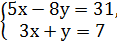 5x − 8y = 31,
3x + y = 7